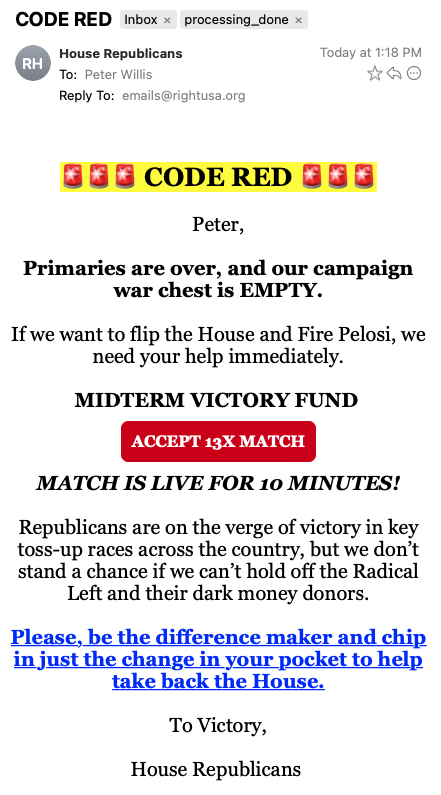 CODE RED Inbox × processing_done ×
RH House Republicans Today at 1:18 PM
To: Peter Willis
Reply To: emails@rightusa.org
🚨🚨🚨 CODE RED 🚨🚨🚨
Peter,
Primaries are over, and our campaign
war chest is EMPTY.
If we want to flip the House and Fire Pelosi, we
need your help immediately.
MIDTERM VICTORY FUND
ACCEPT 13X MATCH
MATCH IS LIVE FOR 10 MINUTES!
Republicans are on the verge of victory in key
toss-up races across the country, but we don’t
stand a chance if we can’t hold off the Radical
Left and their dark money donors.
Please, be the difference maker and chip
in just the change in your pocket to help
take back the House.
To Victory,
House Republicans